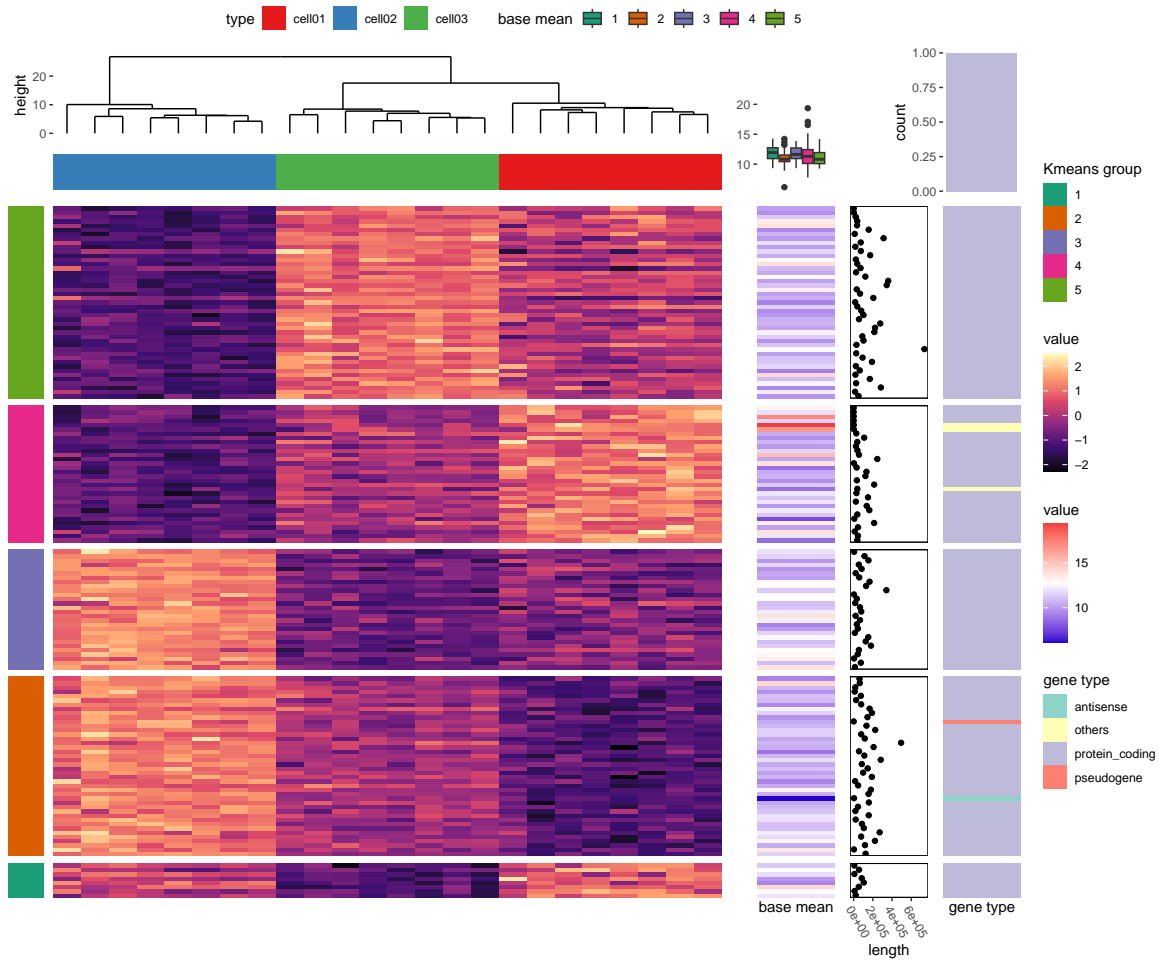 type cell01 cell02 cell03 base mean 1 2 3 4 5
height
20
10
0
20
15
10
count
1.00
0.75
0.50
0.25
0.00
Kmeans group
1
2
3
4
5
value
2
1
0
−1
−2
value
15
10
gene type
antisense
others
protein_coding
pseudogene
base mean
0e+00
2e+05
4e+05
6e+05
length
gene type